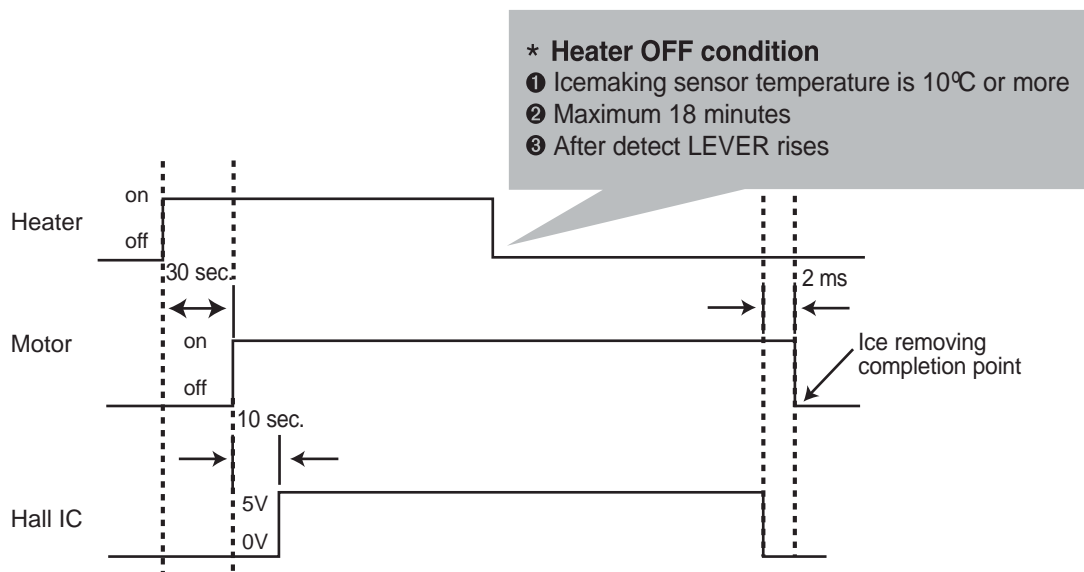 * Heater OFF condition
❶ Icemaking sensor temperature is 10ºC or more
❷ Maximum 18 minutes
❸ After detect LEVER rises
Heater
on
off
30 sec.
2 ms
Motor
on
off
Ice removing
completion point
10 sec.
Hall IC
5V
0V